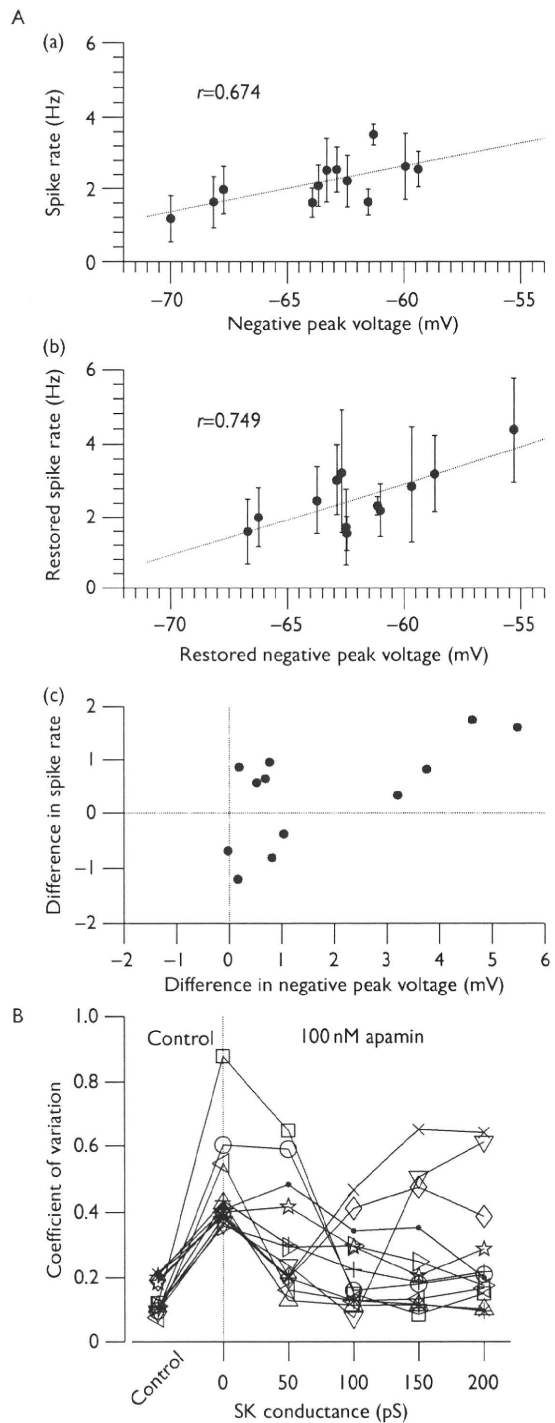 A
(a)
6
4
2
0
Spike rate (Hz)
r=0.674
−70 −65 −60 −55
Negative peak voltage (mV)
(b)
6
4
2
0
Restored spike rate (Hz)
r=0.749
−70 −65 −60 −55
Restored negative peak voltage (mV)
(c)
2
1
0
−1
−2
Difference in spike rate
−2 −1 0 1 2 3 4 5 6
Difference in negative peak voltage (mV)
B
1.0
0.8
0.6
0.4
0.2
0
Coefficient of variation
Control
100 nM apamin
Control
0 50 100 150 200
SK conductance (pS)